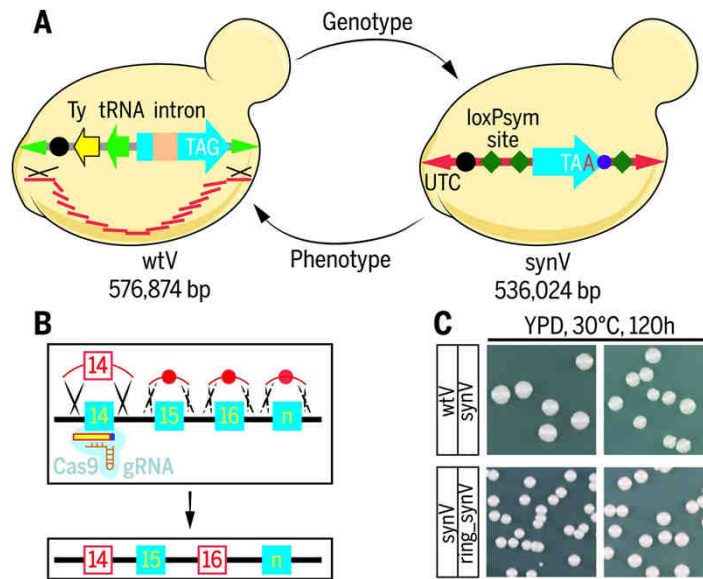 A
Genotype
Ty tRNA intron
TAG
loxPsym
site
TAA
UTC
wtV
576,874 bp
Phenotype
synV
536,024 bp
B
14
14 15 16 n
Cas9 gRNA
14 15 16 n
C
YPD, 30°C, 120h
wtV
synV
synV
ring_synV